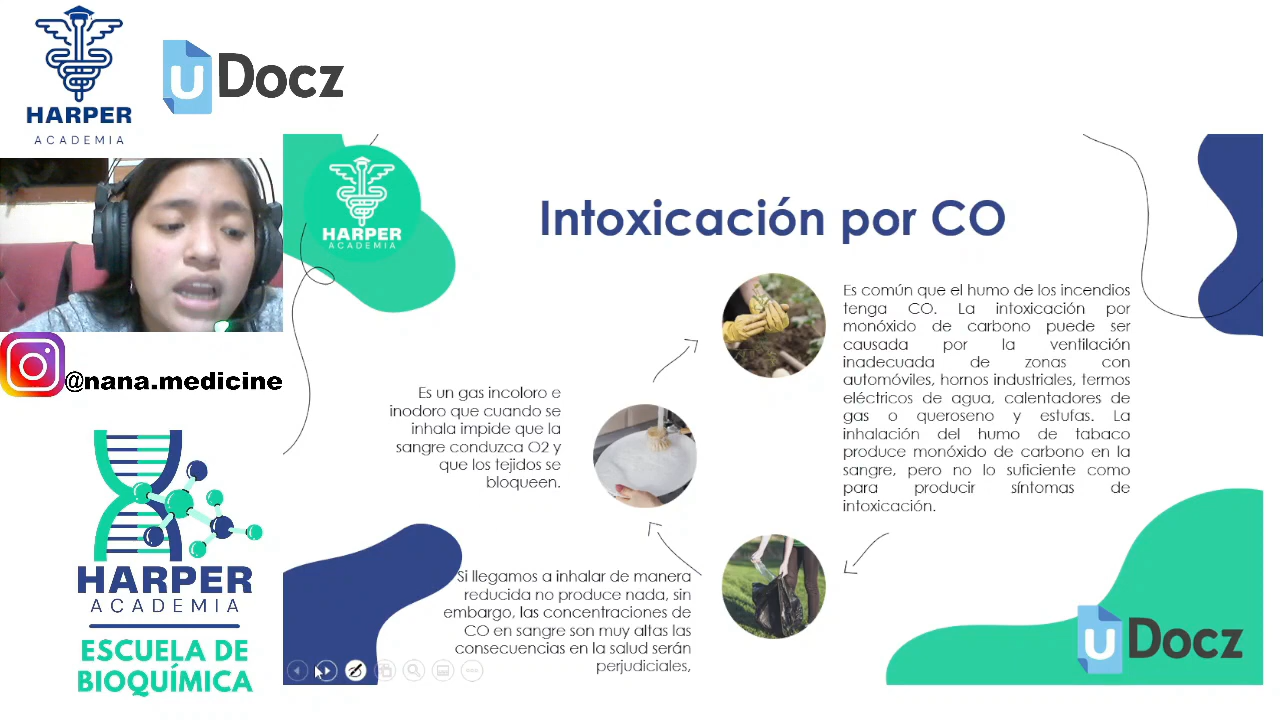 HARPER
ACADEMIA
uDocz
HARPER
ACADEMIA
Intoxicación por CO
Es un gas incoloro e
inodoro que cuando se
inhala impide que la
sangre conduzca O2 y
que los tejidos se
bloqueen.
Es común que el humo de los incendios
tenga CO. La intoxicación por
monóxido de carbono puede ser
causada por la ventilación
inadecuada de zonas con
automóviles, hornos industriales, termos
eléctricos de agua, calentadores de
gas o queroseno y estufas. La
inhalación del humo de tabaco
produce monóxido de carbono en la
sangre, pero no lo suficiente como
para producir síntomas de
intoxicación.
Si llegamos a inhalar de manera
reducida no produce nada, sin
embargo, las concentraciones de
CO en sangre son muy altas las
consecuencias en la salud serán
perjudiciales,
@nana.medicine
HARPER
ACADEMIA
ESCUELA DE
BIOQUÍMICA
uDocz